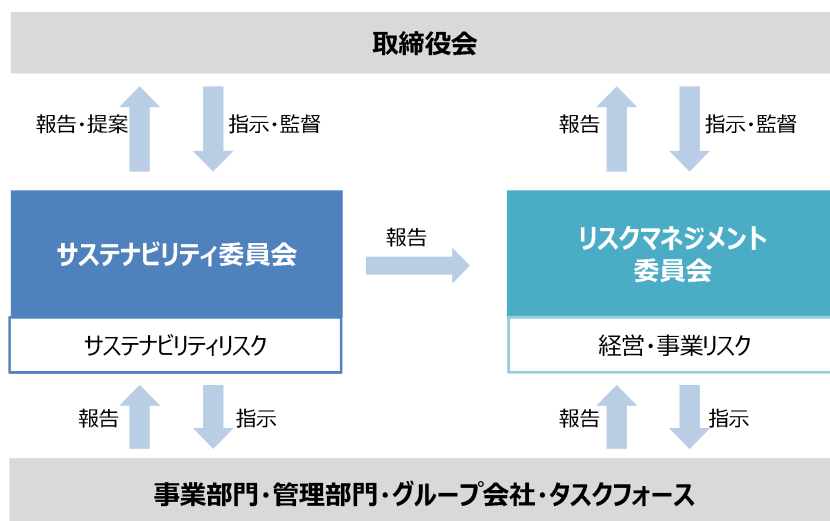 取締役会
報告・提案
指示・監督
報告
指示・監督
サステナビリティ委員会
報告
リスクマネジメント
委員会
サステナビリティリスク
経営・事業リスク
報告
指示
報告
指示
事業部門・管理部門・グループ会社・タスクフォース